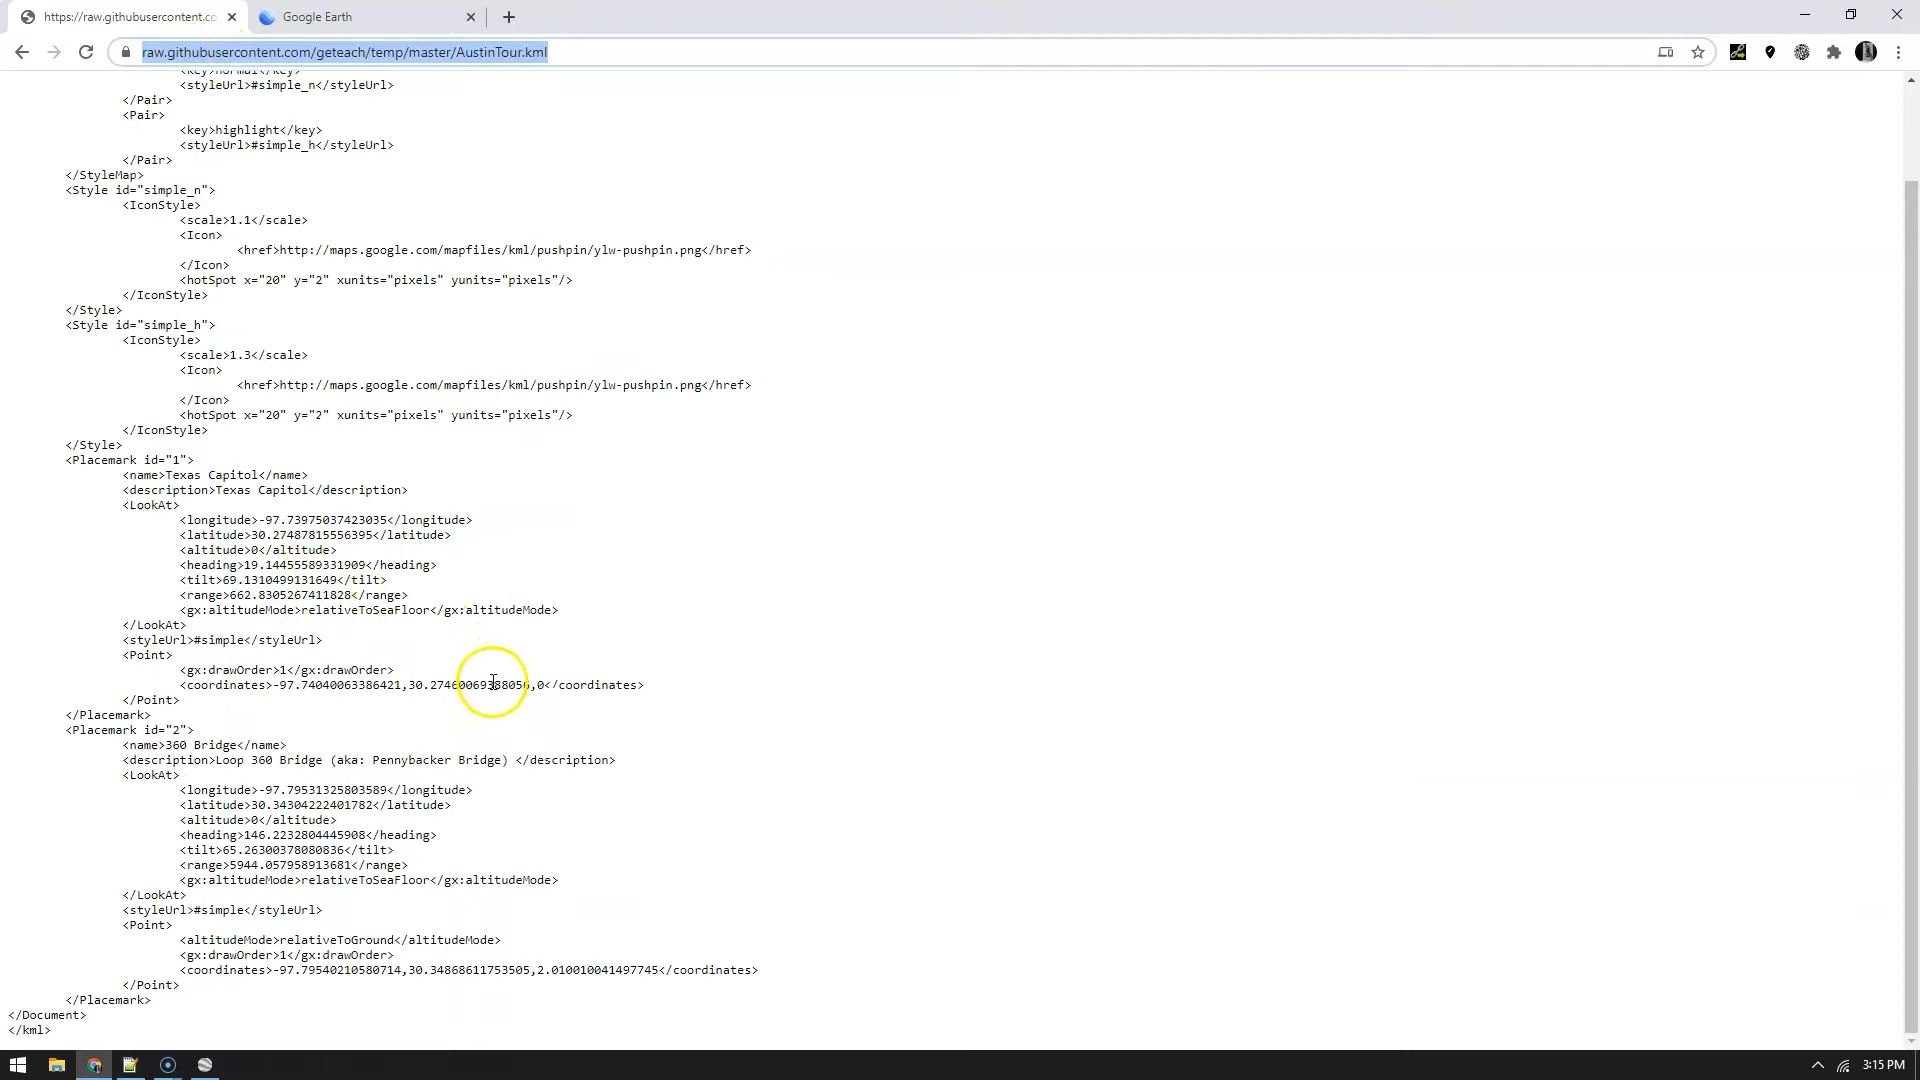 https://raw.githubusercontent.co
Google Earth
raw.githubusercontent.com/geteach/temp/master/AustinTour.kml
<key>normal</key>
<styleUrl>#simple_n</styleUrl>
</Pair>
<Pair>
<key>highlight</key>
<styleUrl>#simple_h</styleUrl>
</Pair>
</StyleMap>
<Style id="simple_n">
<IconStyle>
<scale>1.1</scale>
<Icon>
<href>http://maps.google.com/mapfiles/kml/pushpin/ylw-pushpin.png</href>
</Icon>
<hotSpot x="20" y="2" xunits="pixels" yunits="pixels"/>
</IconStyle>
</Style>
<Style id="simple_h">
<IconStyle>
<scale>1.3</scale>
<Icon>
<href>http://maps.google.com/mapfiles/kml/pushpin/ylw-pushpin.png</href>
</Icon>
<hotSpot x="20" y="2" xunits="pixels" yunits="pixels"/>
</IconStyle>
</Style>
<Placemark id="1">
<name>Texas Capitol</name>
<description>Texas Capitol</description>
<LookAt>
<longitude>-97.73975037423035</longitude>
<latitude>30.27487815556395</latitude>
<altitude>0</altitude>
<heading>19.14455589331909</heading>
<tilt>69.1310499131649</tilt>
<range>662.8305267411828</range>
<gx:altitudeMode>relativeToSeaFloor</gx:altitudeMode>
</LookAt>
<styleUrl>#simple</styleUrl>
<Point>
<gx:drawOrder>1</gx:drawOrder>
<coordinates>-97.74040063386421,30.27460069388056,0</coordinates>
</Point>
</Placemark>
<Placemark id="2">
<name>360 Bridge</name>
<description>Loop 360 Bridge (aka: Pennybacker Bridge) </description>
<LookAt>
<longitude>-97.79531325803589</longitude>
<latitude>30.34304222401782</latitude>
<altitude>0</altitude>
<heading>146.2232804445908</heading>
<tilt>65.26300378080836</tilt>
<range>5944.057958913681</range>
<gx:altitudeMode>relativeToSeaFloor</gx:altitudeMode>
</LookAt>
<styleUrl>#simple</styleUrl>
<Point>
<altitudeMode>relativeToGround</altitudeMode>
<gx:drawOrder>1</gx:drawOrder>
<coordinates>-97.79540210580714,30.34868611753505,2.010010041497745</coordinates>
</Point>
</Placemark>
</Document>
</kml>
3:15 PM